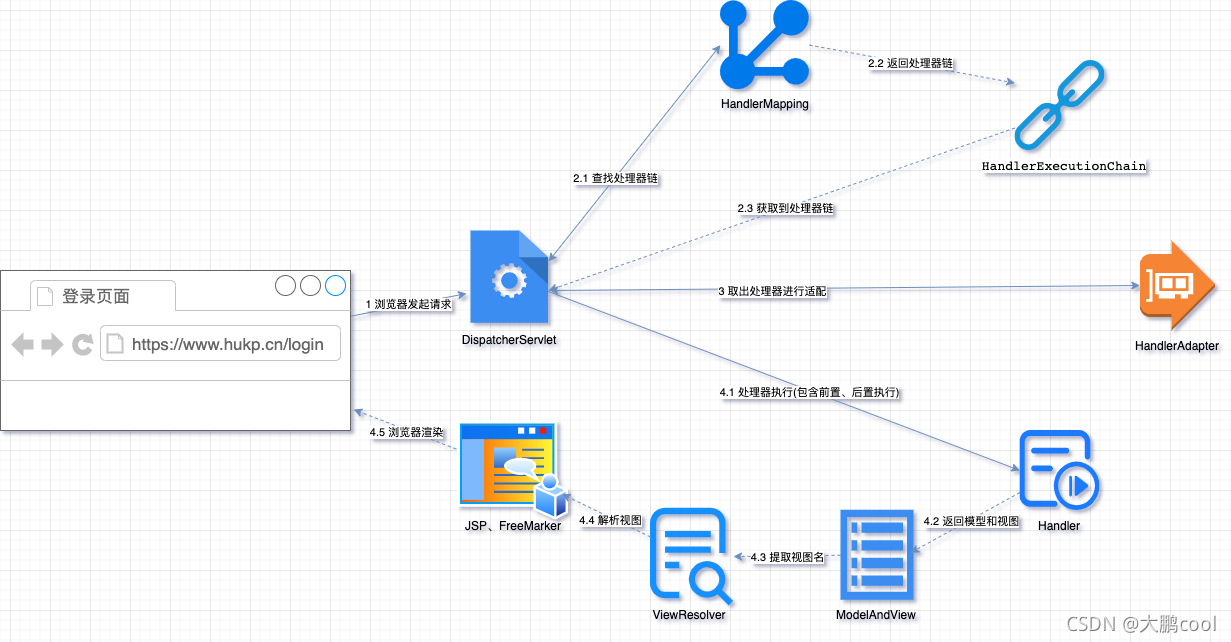 HandlerMapping
2.2 返回处理器链
HandlerExecutionChain
2.1 查找处理器链
2.3 获取到处理器链
登录页面
https://www.hukp.cn/login
1 浏览器发起请求
DispatcherServlet
3 取出处理器进行适配
HandlerAdapter
4.1 处理器执行(包含前置、后置执行)
4.5 浏览器渲染
JSP、FreeMarker
4.4 解析视图
ViewResolver
4.3 提取视图名
ModelAndView
4.2 返回模型和视图
Handler
CSDN @大鹏cool